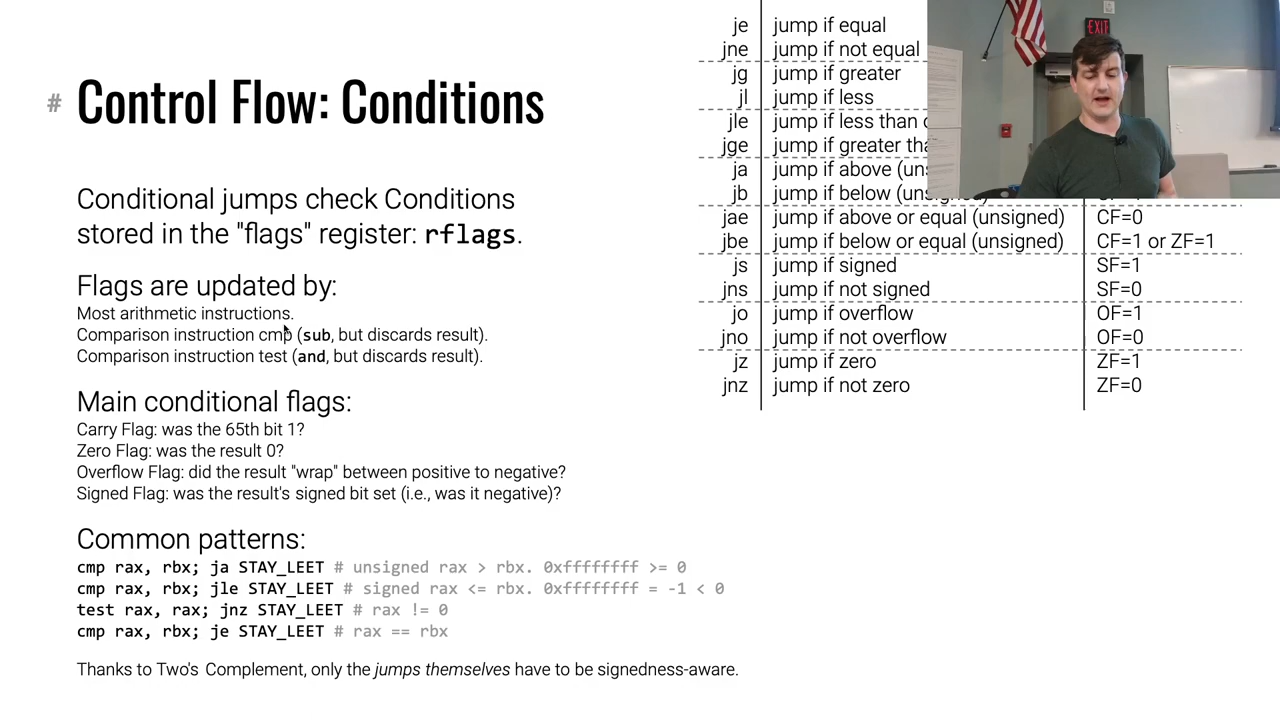 # Control Flow: Conditions
Conditional jumps check Conditions
stored in the "flags" register: rflags.
Flags are updated by:
Most arithmetic instructions.
Comparison instruction cmp (sub, but discards result).
Comparison instruction test (and, but discards result).
Main conditional flags:
Carry Flag: was the 65th bit 1?
Zero Flag: was the result 0?
Overflow Flag: did the result "wrap" between positive to negative?
Signed Flag: was the result's signed bit set (i.e., was it negative)?
Common patterns:
cmp rax, rbx; ja STAY_LEET # unsigned rax > rbx. 0xffffffff >= 0
cmp rax, rbx; jle STAY_LEET # signed rax <= rbx. 0xffffffff = -1 < 0
test rax, rax; jnz STAY_LEET # rax != 0
cmp rax, rbx; je STAY_LEET # rax == rbx
Thanks to Two's Complement, only the jumps themselves have to be signedness-aware.
je jump if equal
jne jump if not equal
jg jump if greater
jl jump if less
jle jump if less than
jge jump if greater
ja jump if above
jb jump if below
jae jump if above or equal (unsigned) CF=0
jbe jump if below or equal (unsigned) CF=1 or ZF=1
js jump if signed SF=1
jns jump if not signed SF=0
jo jump if overflow OF=1
jno jump if not overflow OF=0
jz jump if zero ZF=1
jnz jump if not zero ZF=0
EXIT